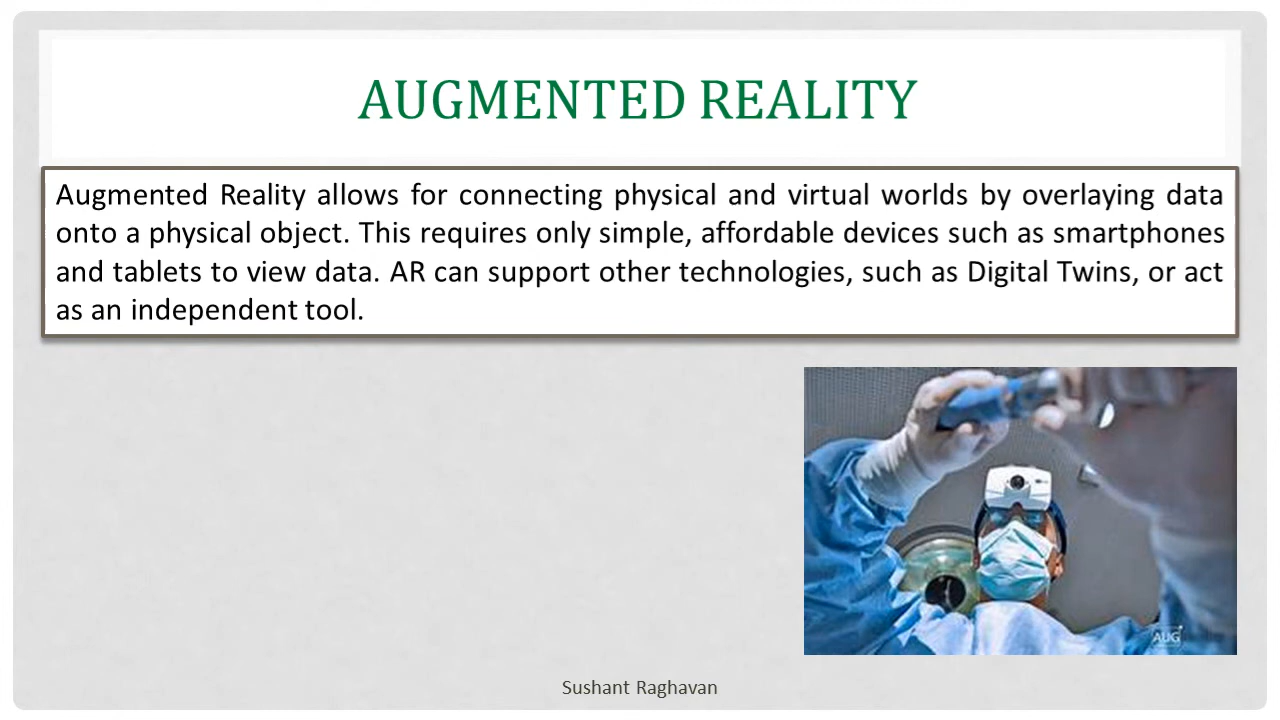 AUGMENTED REALITY
Augmented Reality allows for connecting physical and virtual worlds by overlaying data
onto a physical object. This requires only simple, affordable devices such as smartphones
and tablets to view data. AR can support other technologies, such as Digital Twins, or act
as an independent tool.
AUG
Sushant Raghavan